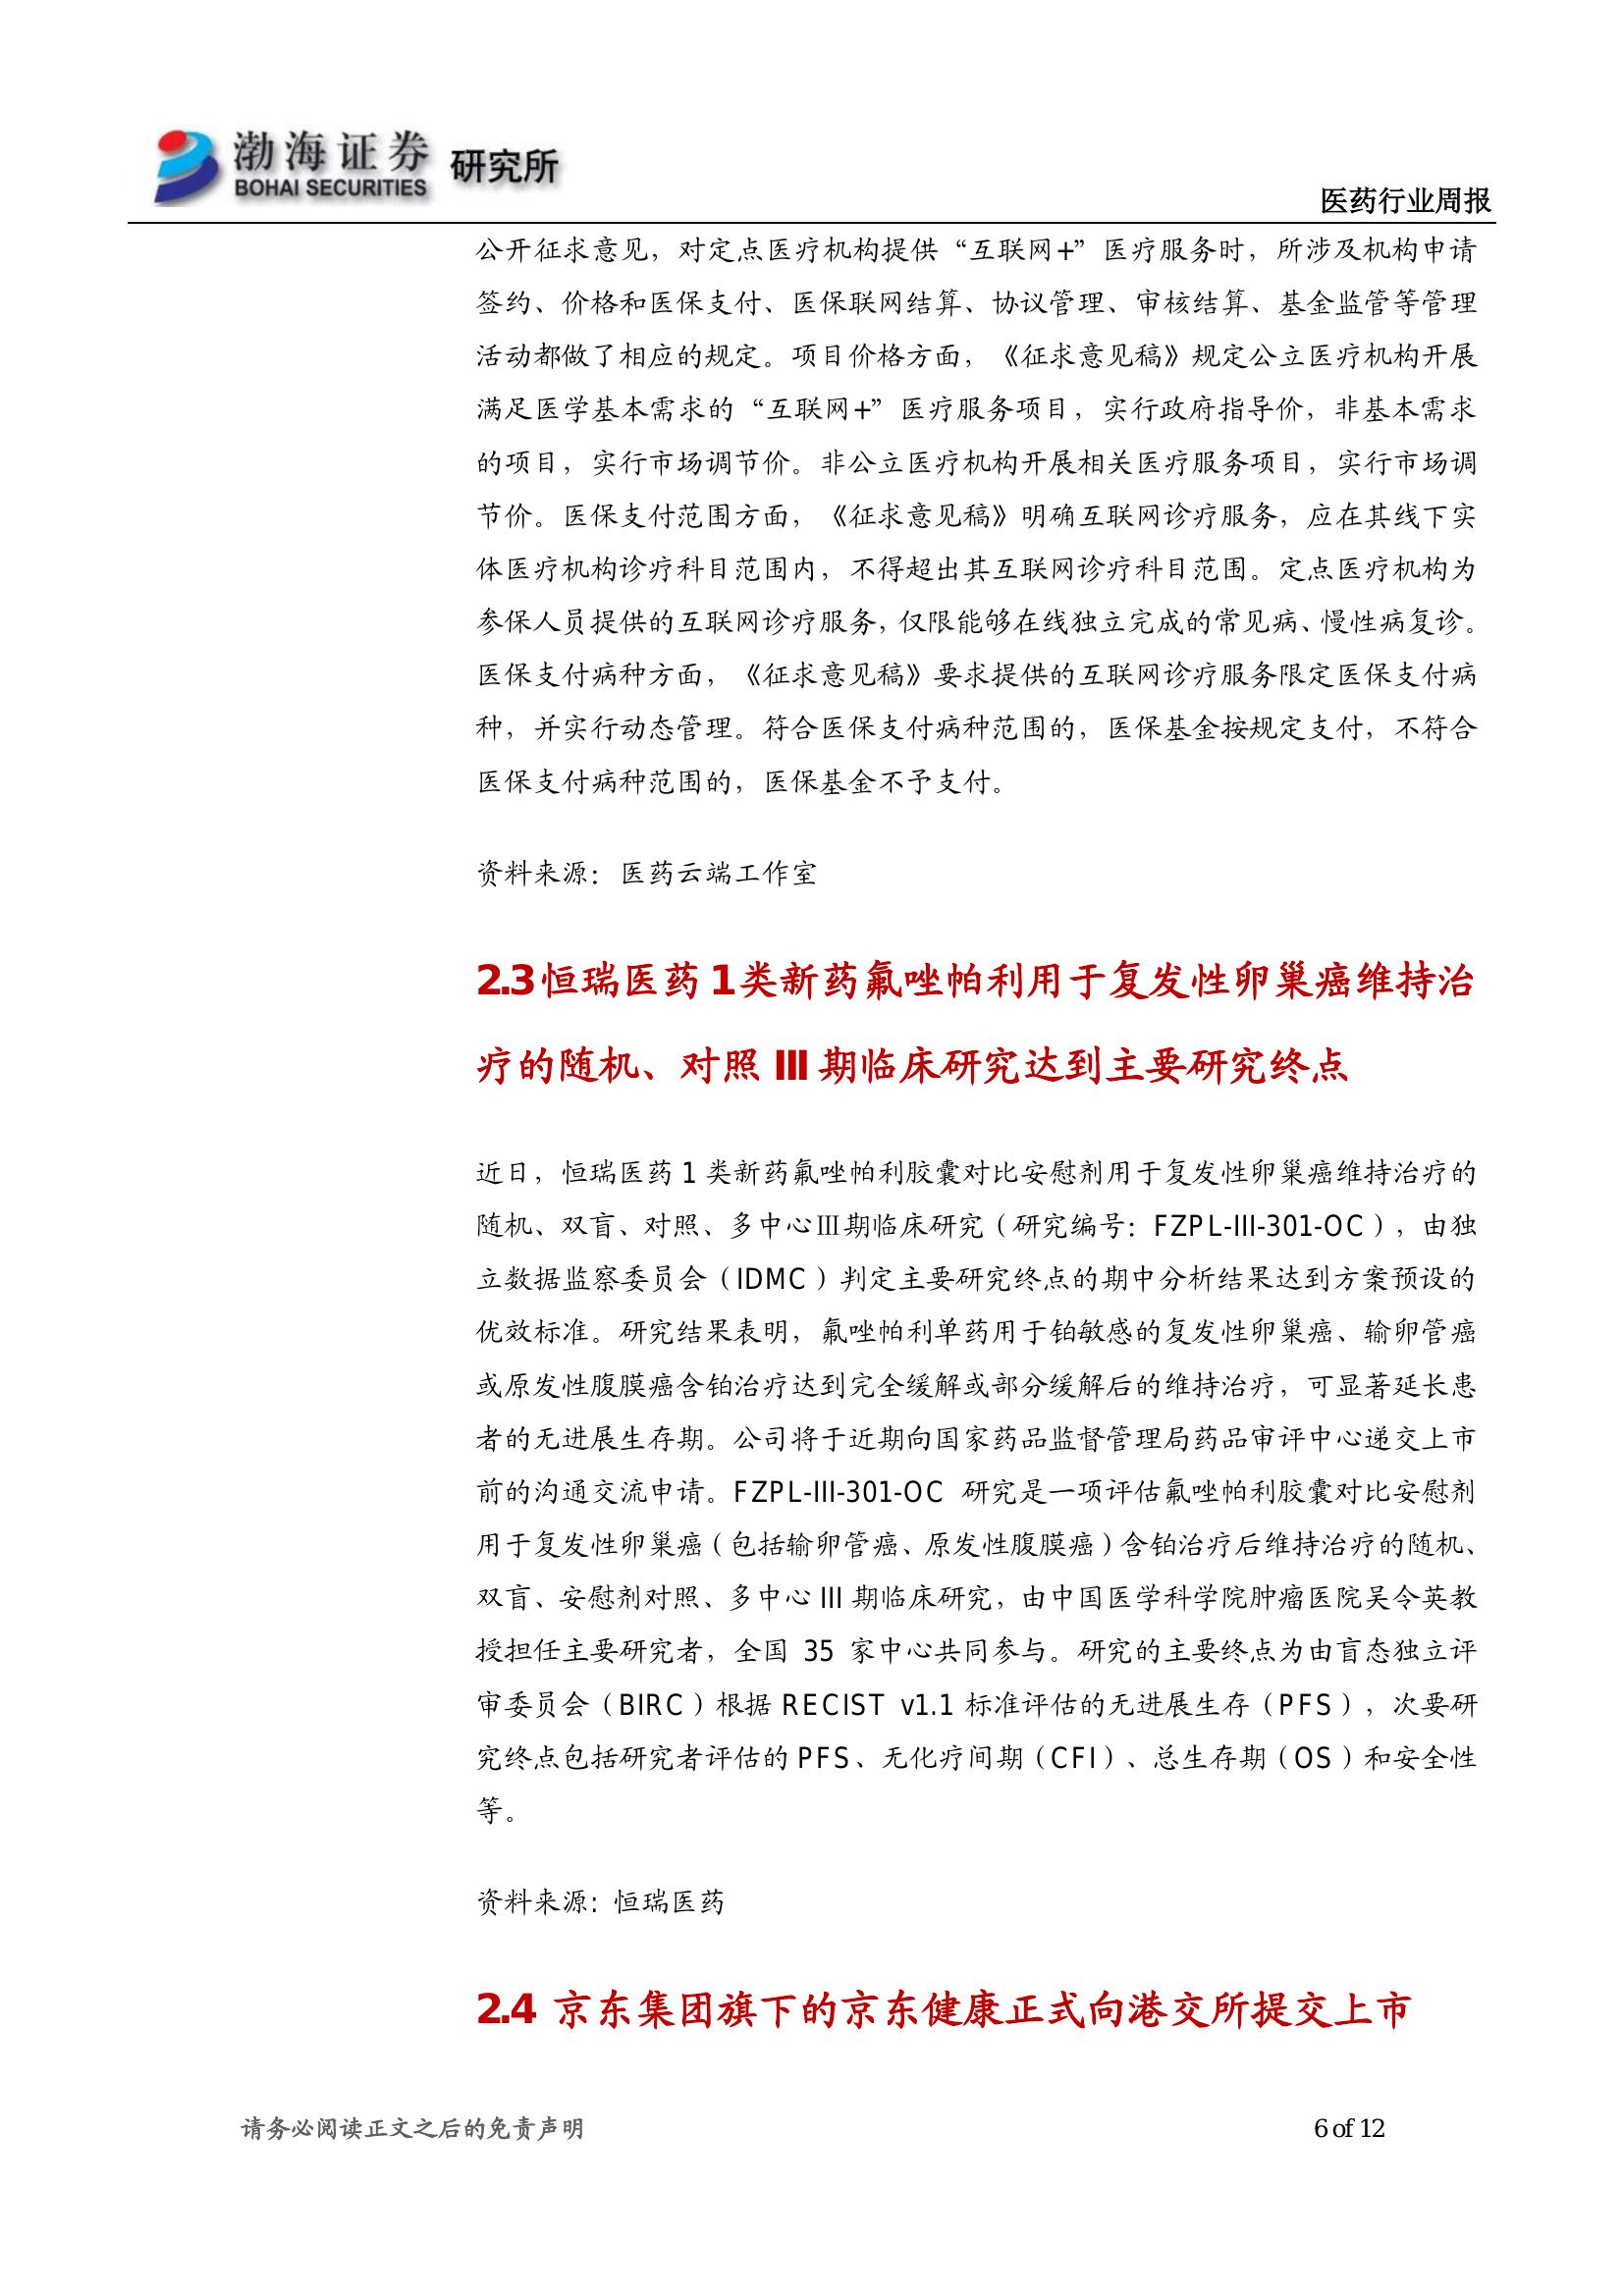 渤海证券
BOHAI SECURITIES
研究所
医药行业周报
公开征求意见，对定点医疗机构提供“互联网+”医疗服务时，所涉及机构申请
签约、价格和医保支付、医保联网结算、协议管理、审核结算、基金监管等管理
活动都做了相应的规定。项目价格方面，《征求意见稿》规定公立医疗机构开展
满足医学基本需求的“互联网+”医疗服务项目，实行政府指导价，非基本需求
的项目，实行市场调节价。非公立医疗机构开展相关医疗服务项目，实行市场调
节价。医保支付范围方面，《征求意见稿》明确互联网诊疗服务，应在其线下实
体医疗机构诊疗科目范围内，不得超出其互联网诊疗科目范围。定点医疗机构为
参保人员提供的互联网诊疗服务，仅限能够在线独立完成的常见病、慢性病复诊。
医保支付病种方面，《征求意见稿》要求提供的互联网诊疗服务限定医保支付病
种，并实行动态管理。符合医保支付病种范围的，医保基金按规定支付，不符合
医保支付病种范围的，医保基金不予支付。
资料来源：医药云端工作室
2.3恒瑞医药 1类新药氟唑帕利用于复发性卵巢癌维持治
疗的随机、对照 III 期临床研究达到主要研究终点
近日，恒瑞医药 1 类新药氟唑帕利胶囊对比安慰剂用于复发性卵巢癌维持治疗的
随机、双盲、对照、多中心Ⅲ期临床研究（研究编号：FZPL-III-301-OC），由独
立数据监察委员会（IDMC）判定主要研究终点的期中分析结果达到方案预设的
优效标准。研究结果表明，氟唑帕利单药用于铂敏感的复发性卵巢癌、输卵管癌
或原发性腹膜癌含铂治疗达到完全缓解或部分缓解后的维持治疗，可显著延长患
者的无进展生存期。公司将于近期向国家药品监督管理局药品审评中心递交上市
前的沟通交流申请。FZPL-III-301-OC 研究是一项评估氟唑帕利胶囊对比安慰剂
用于复发性卵巢癌（包括输卵管癌、原发性腹膜癌）含铂治疗后维持治疗的随机、
双盲、安慰剂对照、多中心 III 期临床研究，由中国医学科学院肿瘤医院吴令英教
授担任主要研究者，全国 35 家中心共同参与。研究的主要终点为由盲态独立评
审委员会（BIRC）根据 RECIST v1.1 标准评估的无进展生存（PFS），次要研
究终点包括研究者评估的 PFS、无化疗间期（CFI）、总生存期（OS）和安全性
等。
资料来源：恒瑞医药
2.4 京东集团旗下的京东健康正式向港交所提交上市
请务必阅读正文之后的免责声明
6 of 12